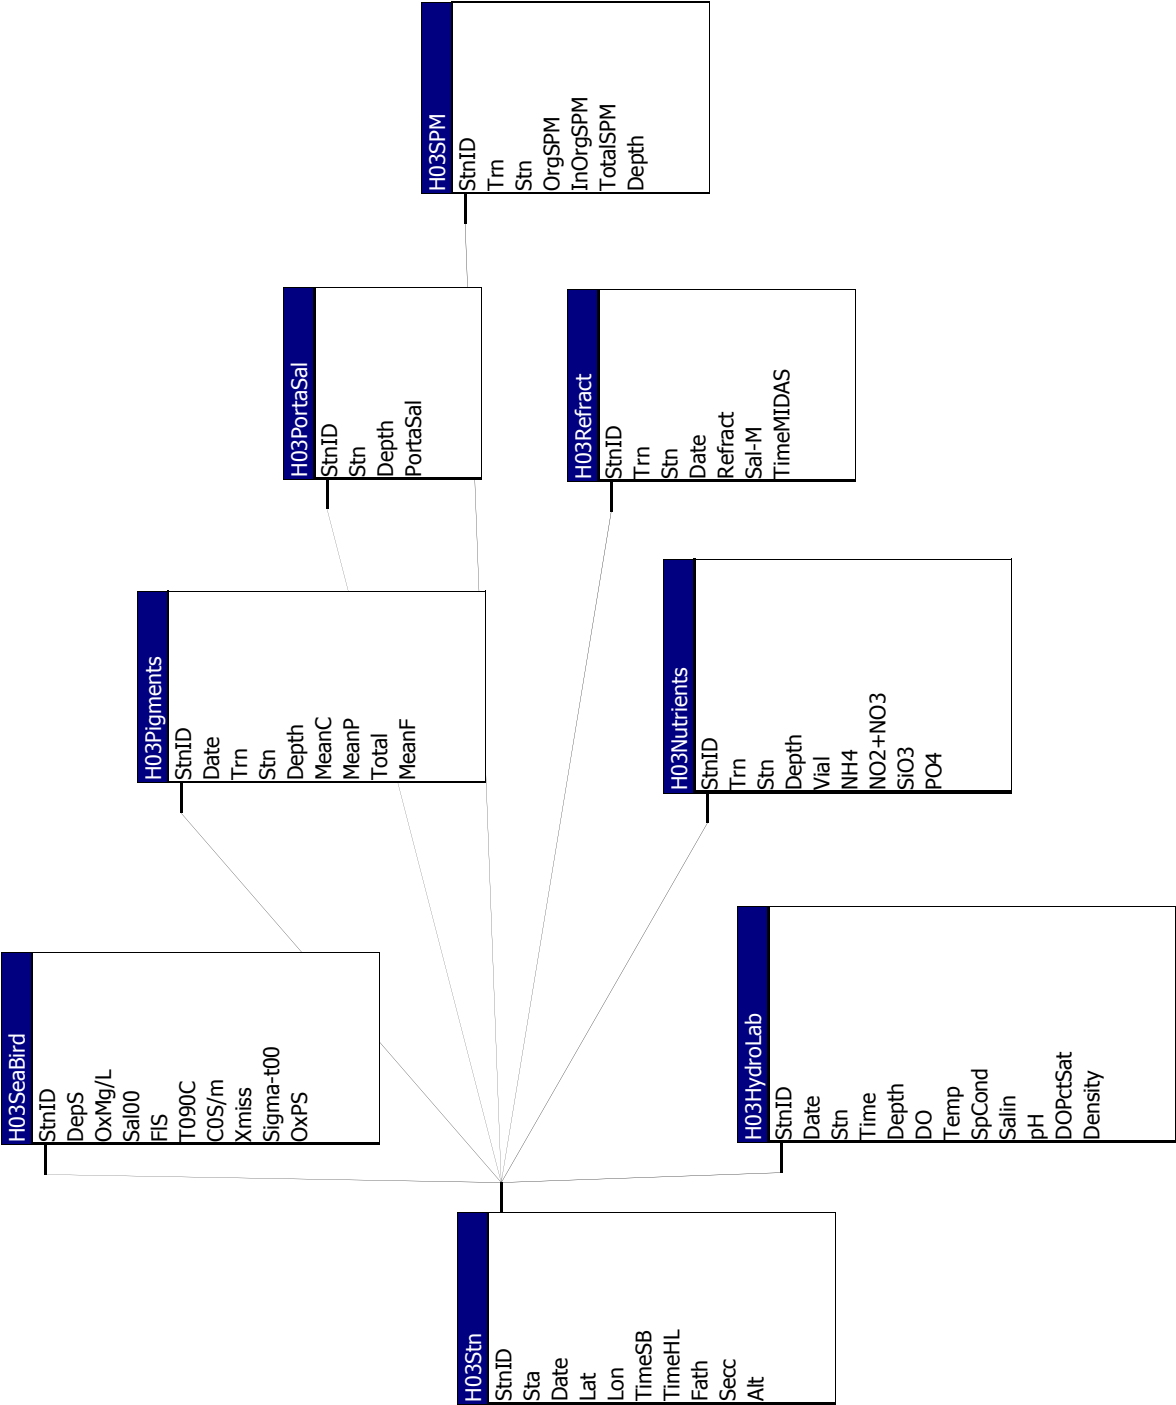 H03SPM
StnID
Trn
Stn
OrgSPM
InOrgSPM
TotalSPM
Depth
H03PortaSal
StnID
Stn
Depth
PortaSal
H03Refract
StnID
Trn
Stn
Date
Refract
Sal-M
TimeMIDAS
H03Pigments
StnID
Date
Trn
Stn
Depth
MeanC
MeanP
Total
MeanF
H03Nutrients
StnID
Trn
Stn
Depth
Vial
NH4
NO2+NO3
SiO3
PO4
H03SeaBird
StnID
DepS
OxMg/L
Sal00
FlS
T090C
C0S/m
Xmiss
Sigma-t00
OxPS
H03HydroLab
StnID
Date
Stn
Time
Depth
DO
Temp
SpCond
Salin
pH
DOPctSat
Density
H03Stn
StnID
Sta
Date
Lat
Lon
TimeSB
TimeHL
Fath
Secc
Alt